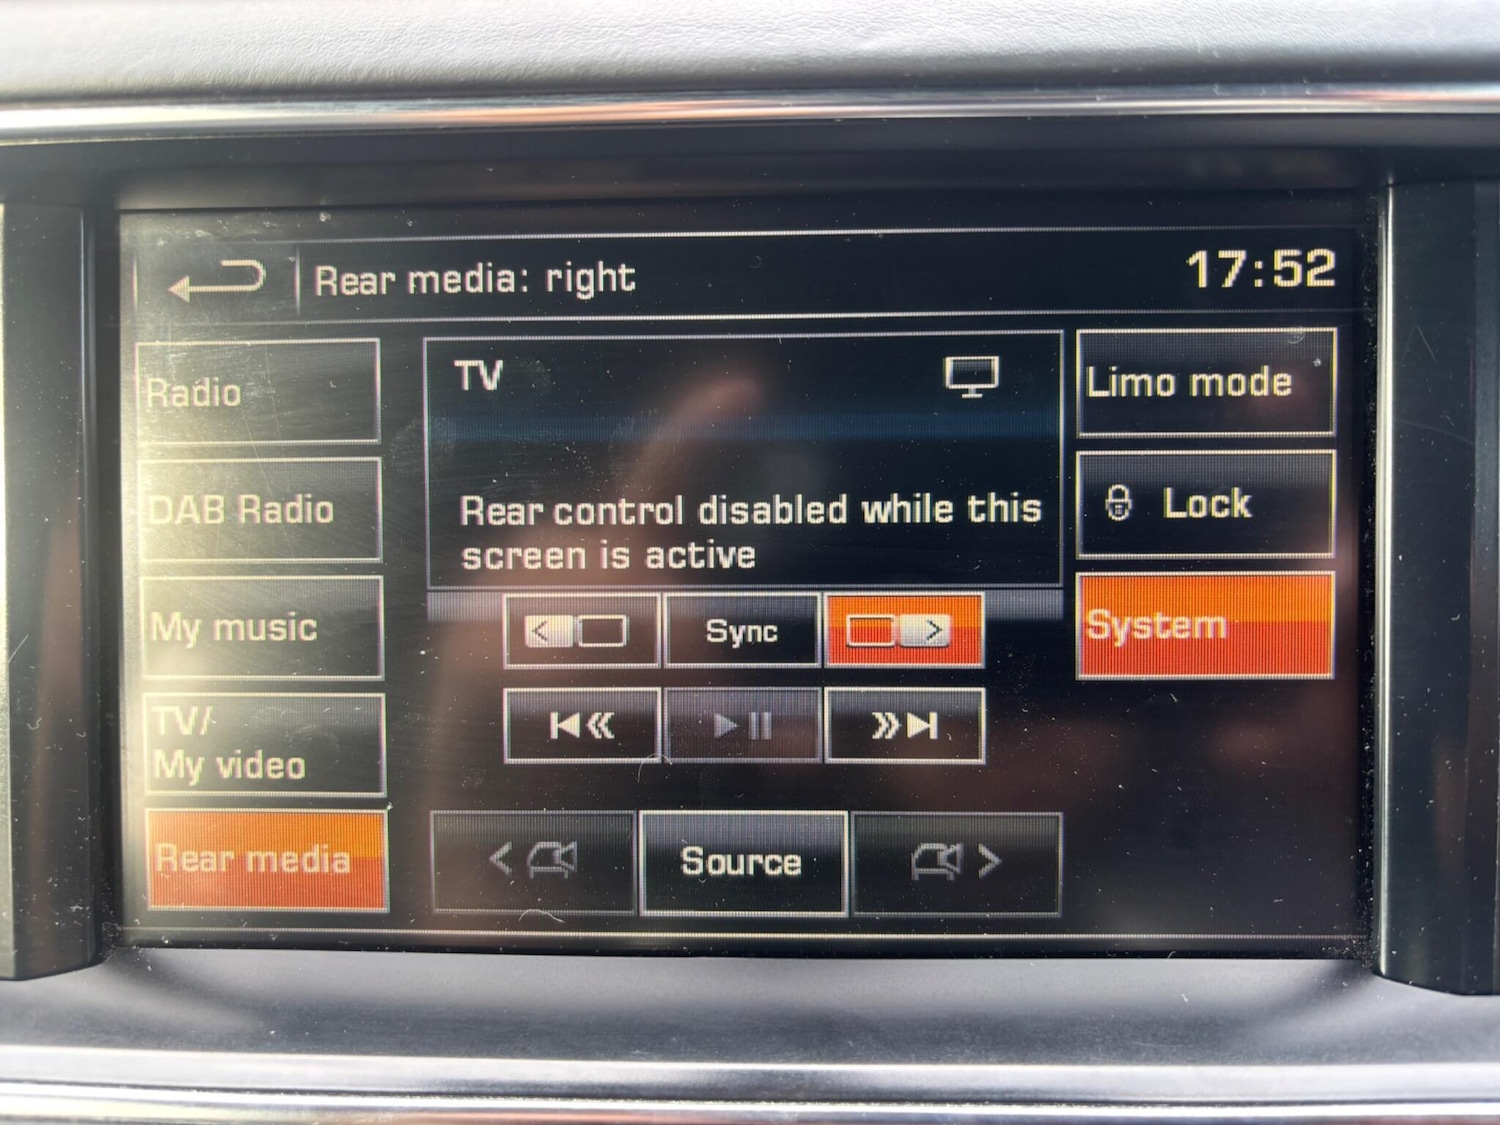 Rear media: right
17:52
Radio
DAB Radio
My music
TV/
My video
Rear media
TV
Rear control disabled while this
screen is active
Sync
Source
Limo mode
Lock
System